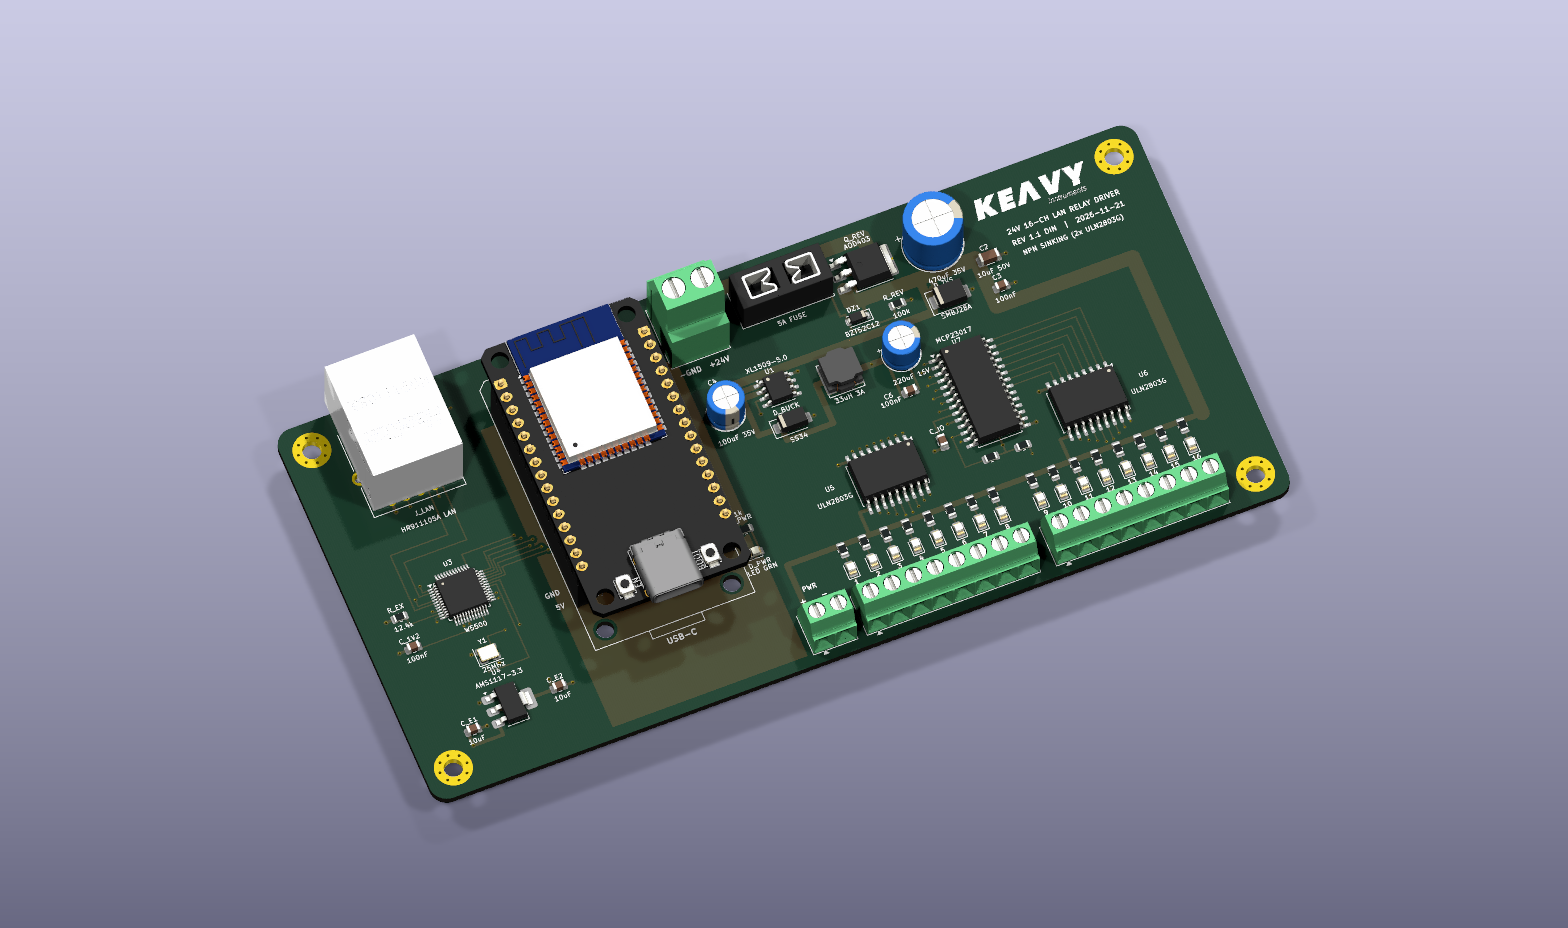 KEAVY
instruments
24V 16-CH LAN RELAY DRIVER
REV 1.1 DIN | 2026-11-21
NPN SINKING (2x ULN2803G)
Q_REV
AOD403
C2
10uF 50V
C3
100nF
470uF 35V
SMBJ28A
R_REV
100k
DZ1
BZT52C12
5A FUSE
GND +24V
XL1509-5.0
U1
C4
100uF 35V
D_BUCK
SS34
33uH 3A
220uF 15V
C6
100nF
MCP23017
U7
C_IO
U6
ULN2803G
U5
ULN2803G
PWR
+ -
1k
_PWR
D_PWR
LED GRN
J_LAN
HR911105A LAN
U3
W5500
R_EX
12.4k
C_1V2
100nF
Y1
25MHz
U4
AMS1117-3.3
C_E2
10uF
C_E1
10uF
GND
5V
USB-C